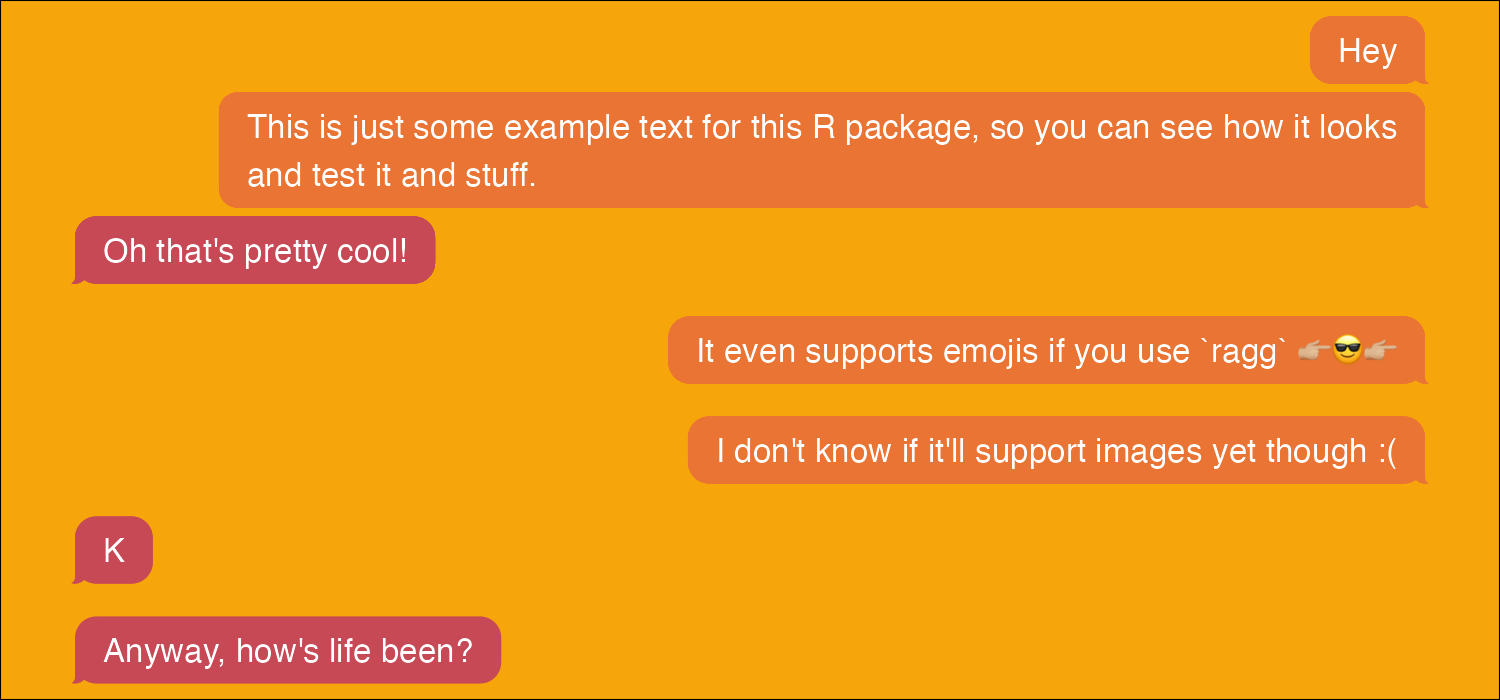 Hey
This is just some example text for this R package, so you can see how it looks
and test it and stuff.
Oh that's pretty cool!
It even supports emojis if you use `ragg` 👉🏼😎👉🏼
I don't know if it'll support images yet though :(
K
Anyway, how's life been?